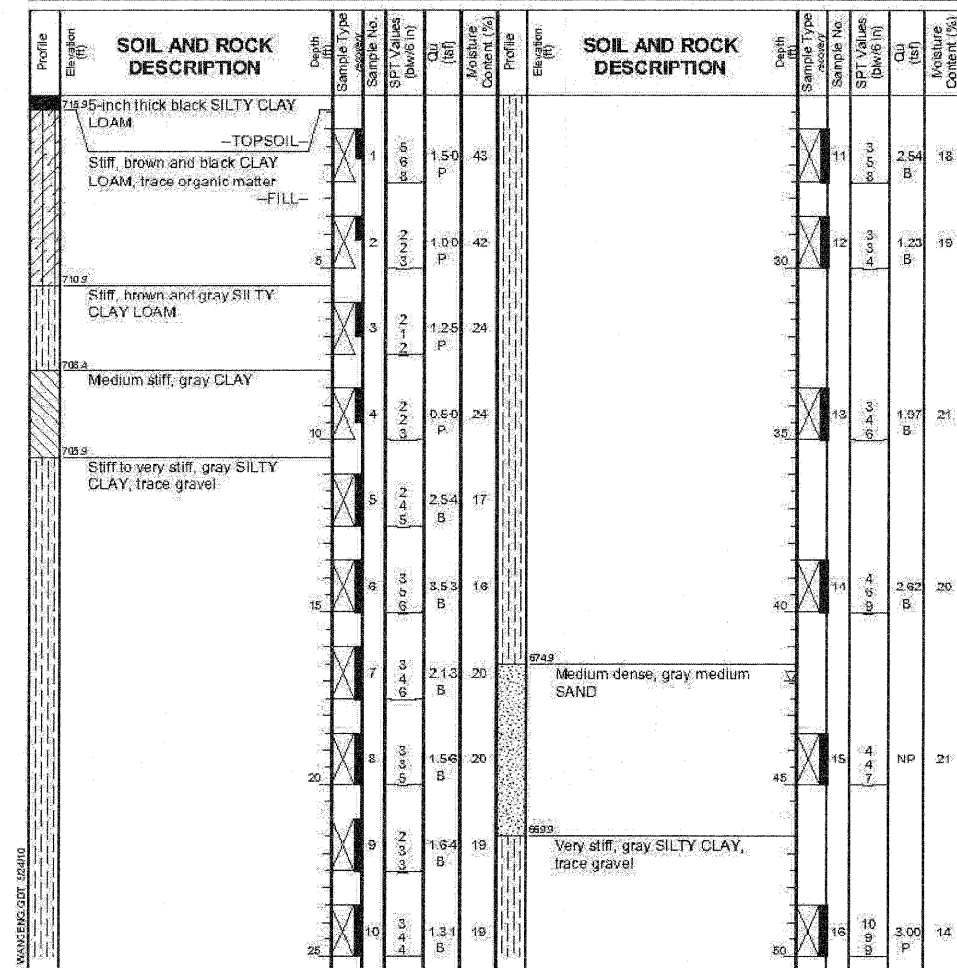 Profile
Elevation (ft)
SOIL AND ROCK
DESCRIPTION
Depth (ft)
Sample Type
recovery
Sample No.
SPT Values (blw/6 in)
Qu (tsf)
Moisture Content (%)
Profile
Elevation (ft)
SOIL AND ROCK
DESCRIPTION
Depth (ft)
Sample Type
recovery
Sample No.
SPT Values (blw/6 in)
Qu (tsf)
Moisture Content (%)
715.9 5-inch thick black SILTY CLAY
LOAM
--TOPSOIL--
Stiff, brown and black CLAY
LOAM, trace organic matter
--FILL--
1 5 6 8 1.50 P 43
5 2 2 2 3 1.00 P 42
710.9
Stiff, brown and gray SILTY
CLAY LOAM
3 2 1 2 1.25 P 24
708.4
Medium stiff, gray CLAY
10 4 2 2 3 0.50 P 24
705.9
Stiff to very stiff, gray SILTY
CLAY, trace gravel
5 2 4 5 2.54 B 17
15 6 3 5 6 3.53 B 16
7 3 4 6 2.13 B 20
20 8 3 3 5 1.56 B 20
9 2 3 3 1.64 B 19
25 10 3 4 4 1.31 B 19
11 3 5 8 2.54 B 18
30 12 3 3 4 1.23 B 19
35 13 3 4 6 1.97 B 21
40 14 4 6 9 2.62 B 20
674.9
Medium dense, gray medium
SAND
45 15 4 4 7 NP 21
669.9
Very stiff, gray SILTY CLAY,
trace gravel
50 16 10 9 9 3.00 P 14
WANGENG.GDT 5/24/10